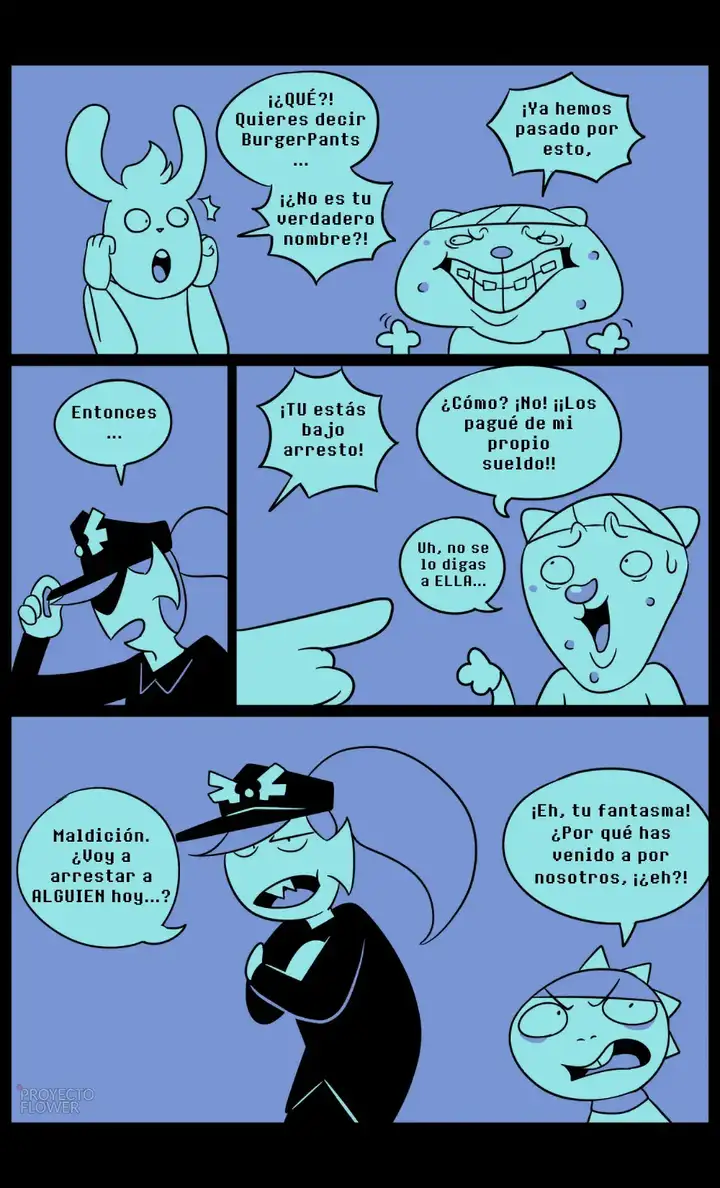 ¡¿QUÉ?!
Quieres decir
BurgerPants
...
¡¿No es tu
verdadero
nombre?!
¡Ya hemos
pasado por
esto,
Entonces
...
¡TU estás
bajo
arresto!
¿Cómo? ¡No! ¡¡Los
pagué de mi
propio
sueldo!!
Uh, no se
lo digas
a ELLA...
Maldición.
¿Voy a
arrestar a
ALGUIEN hoy...?
¡Eh, tu fantasma!
¿Por qué has
venido a por
nosotros, ¡¿eh?!
PROYECTO
FLOWER